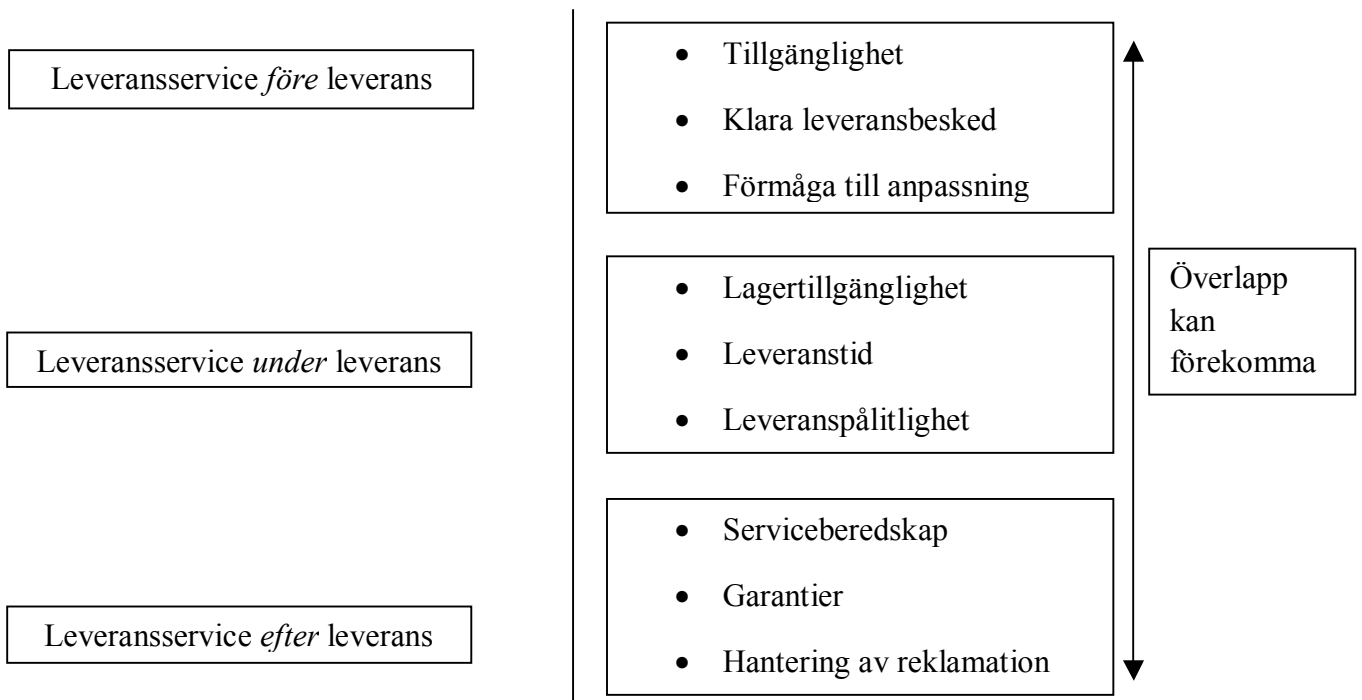 Leveransservice före leverans
• Tillgänglighet
• Klara leveransbesked
• Förmåga till anpassning
Leveransservice under leverans
• Lagertillgänglighet
• Leveranstid
• Leveranspålitlighet
Överlapp
kan
förekomma
Leveransservice efter leverans
• Serviceberedskap
• Garantier
• Hantering av reklamation